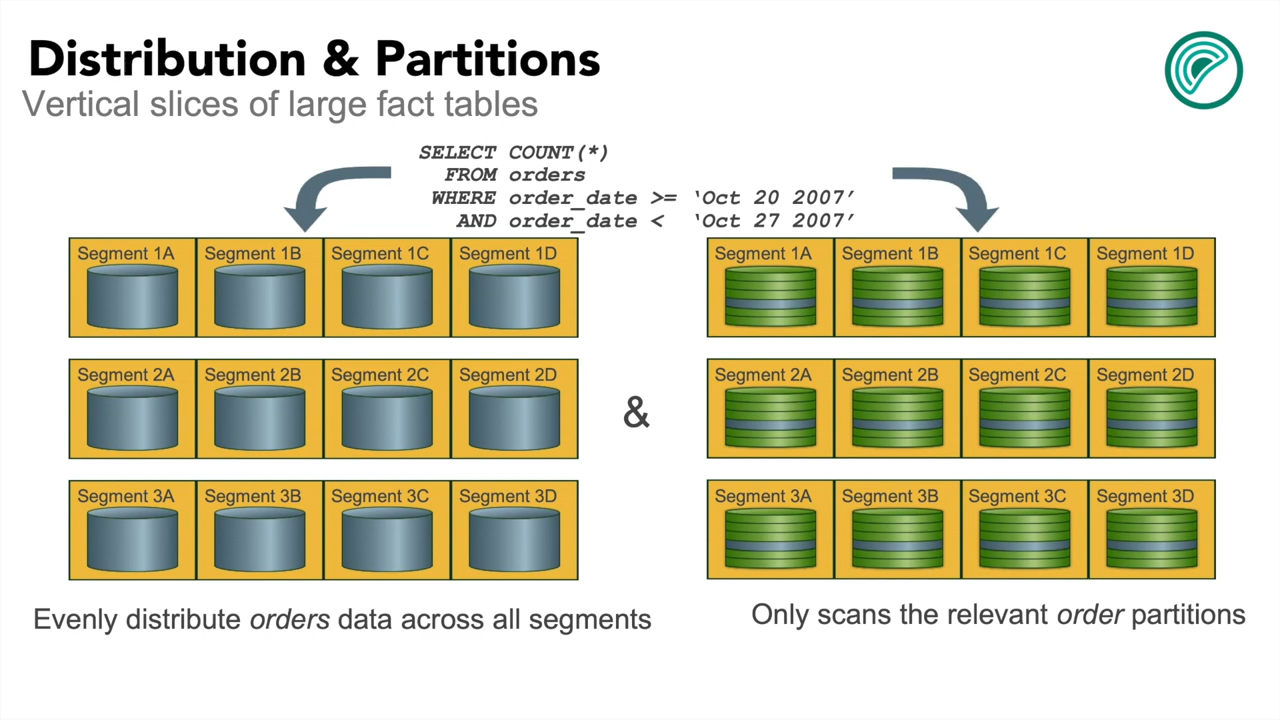 Distribution & Partitions
Vertical slices of large fact tables
SELECT COUNT(*)
FROM orders
WHERE order_date >= ‘Oct 20 2007’
AND order_date < ‘Oct 27 2007’
Segment 1A Segment 1B Segment 1C Segment 1D
Segment 2A Segment 2B Segment 2C Segment 2D
Segment 3A Segment 3B Segment 3C Segment 3D
Evenly distribute orders data across all segments
&
Segment 1A Segment 1B Segment 1C Segment 1D
Segment 2A Segment 2B Segment 2C Segment 2D
Segment 3A Segment 3B Segment 3C Segment 3D
Only scans the relevant order partitions